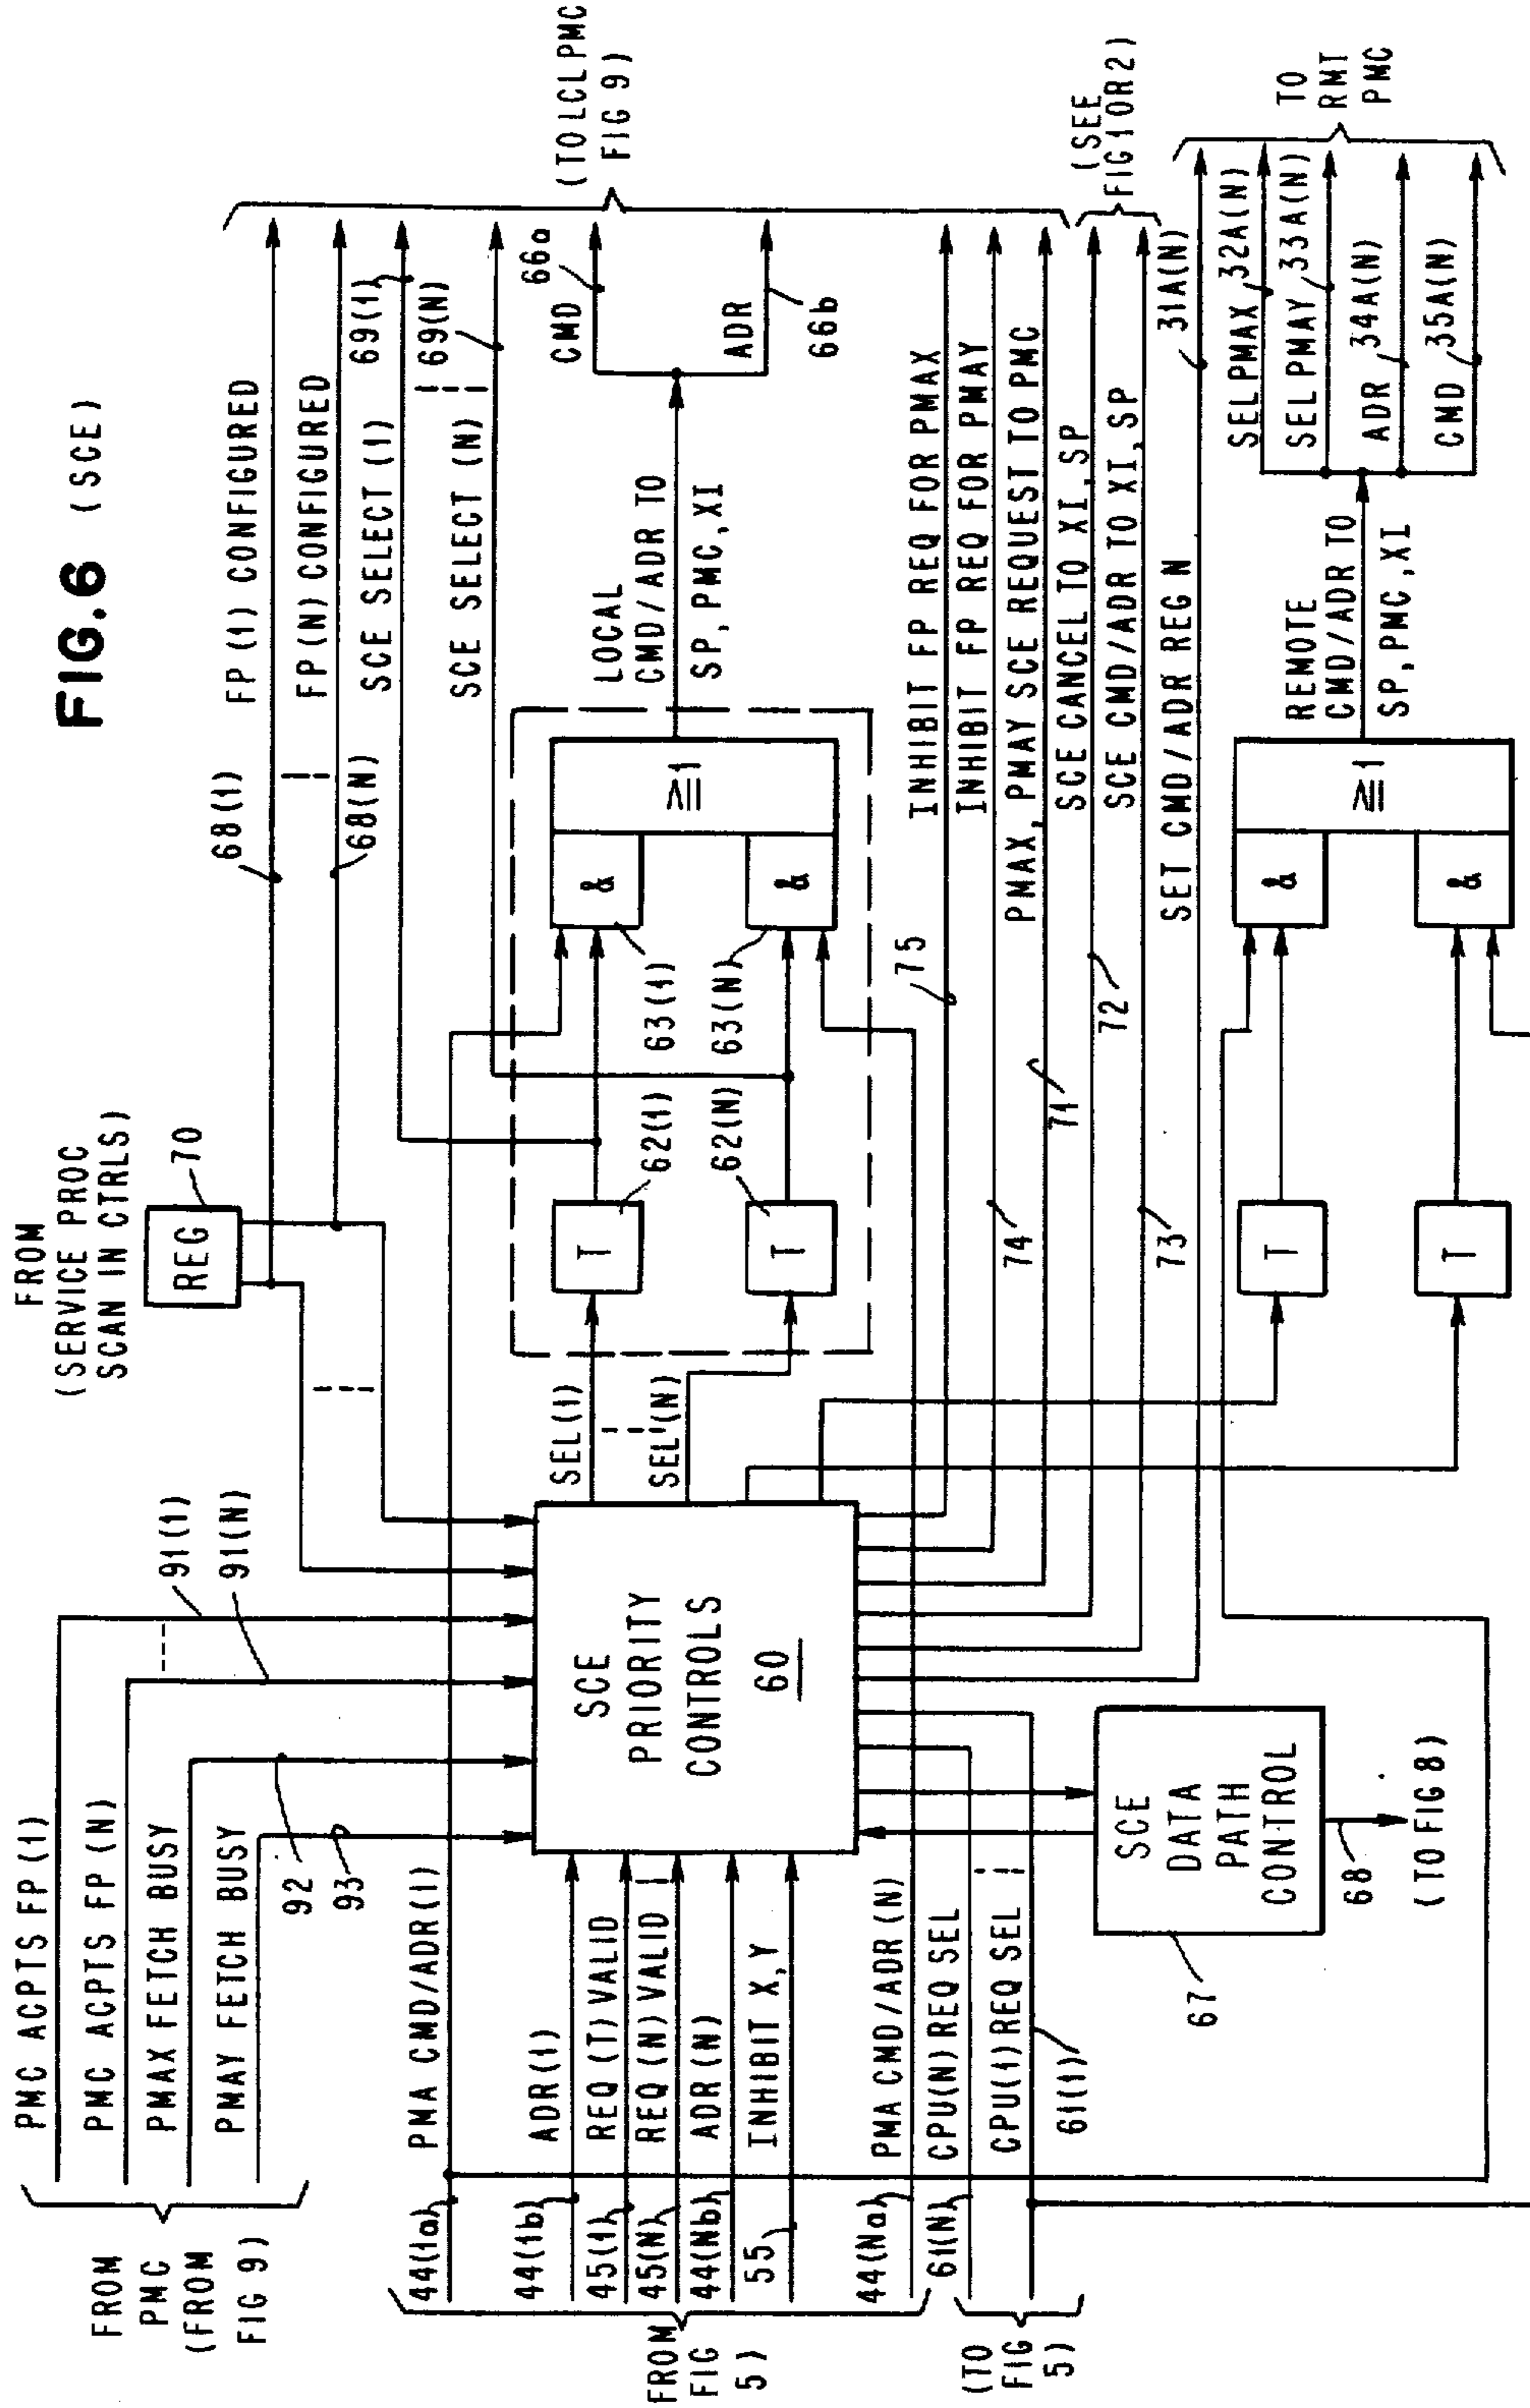 FIG.6 (SCE)
FROM
(SERVICE PROC
SCAN IN CTRLS)
REG
70
PMC ACPTS FP(1)
PMC ACPTS FP(N)
PMAX FETCH BUSY
PMAY FETCH BUSY
91(1)
91(N)
92
93
FROM
PMC
(FROM
FIG 9)
68(1)
68(N)
FP(1) CONFIGURED
FP(N) CONFIGURED
SCE SELECT (1)
69(1)
69(N)
SCE SELECT (N)
(TO LCL PMC
FIG 9)
44(1a)
PMA CMD/ADR(1)
44(1b)
ADR(1)
45(1)
REQ(T) VALID
45(N)
REQ(N) VALID
44(Nb)
ADR(N)
55
INHIBIT X,Y
44(Na)
PMA CMD/ADR(N)
61(N)
CPU(N) REQ SEL
CPU(1) REQ SEL
61(1)
FROM
FIG
5)
(TO
FIG
5)
SCE
PRIORITY
CONTROLS
60
SEL(1)
SEL'(N)
T
62(1)
T
62(N)
&
63(1)
&
63(N)
≥1
LOCAL
CMD/ADR TO
SP,PMC,XI
CMD
66a
ADR
66b
75
INHIBIT FP REQ FOR PMAX
INHIBIT FP REQ FOR PMAY
74
PMAX, PMAY SCE REQUEST TO PMC
71
SCE CANCEL TO XI,SP
72
SCE CMD/ADR TO XI,SP
73
SET CMD/ADR REG N
31A(N)
(SEE
FIG 1 OR 2)
SCE
DATA
PATH
CONTROL
67
68
(TO FIG 8)
T
T
&
&
≥1
REMOTE
CMD/ADR TO
SP,PMC,XI
SELPMAX
32A(N)
SELPMAY
33A(N)
ADR
34A(N)
CMD
35A(N)
TO
RMT
PMC